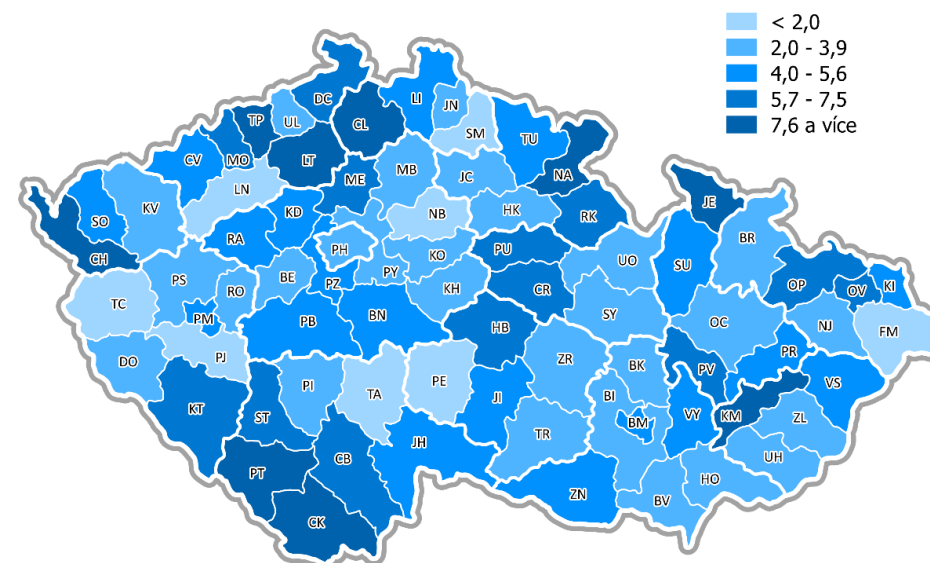 < 2,0
2,0 - 3,9
4,0 - 5,6
5,7 - 7,5
7,6 a více
DC
LI
JN
TP
UL
CL
SM
TU
CV
MO
LT
NA
ME
MB
JC
LN
SO
KV
KD
NB
HK
RK
JE
RA
PH
KO
PU
BR
CH
UO
SU
PS
RO
BE
PZ
PY
KH
CR
OP
OV
KI
TC
PM
PB
BN
SY
OC
NJ
FM
HB
DO
PJ
ZR
BK
PV
PR
VS
KT
ST
PI
TA
PE
JI
BI
BM
VY
KM
ZL
TR
JH
CB
UH
PT
ZN
BV
HO
CK